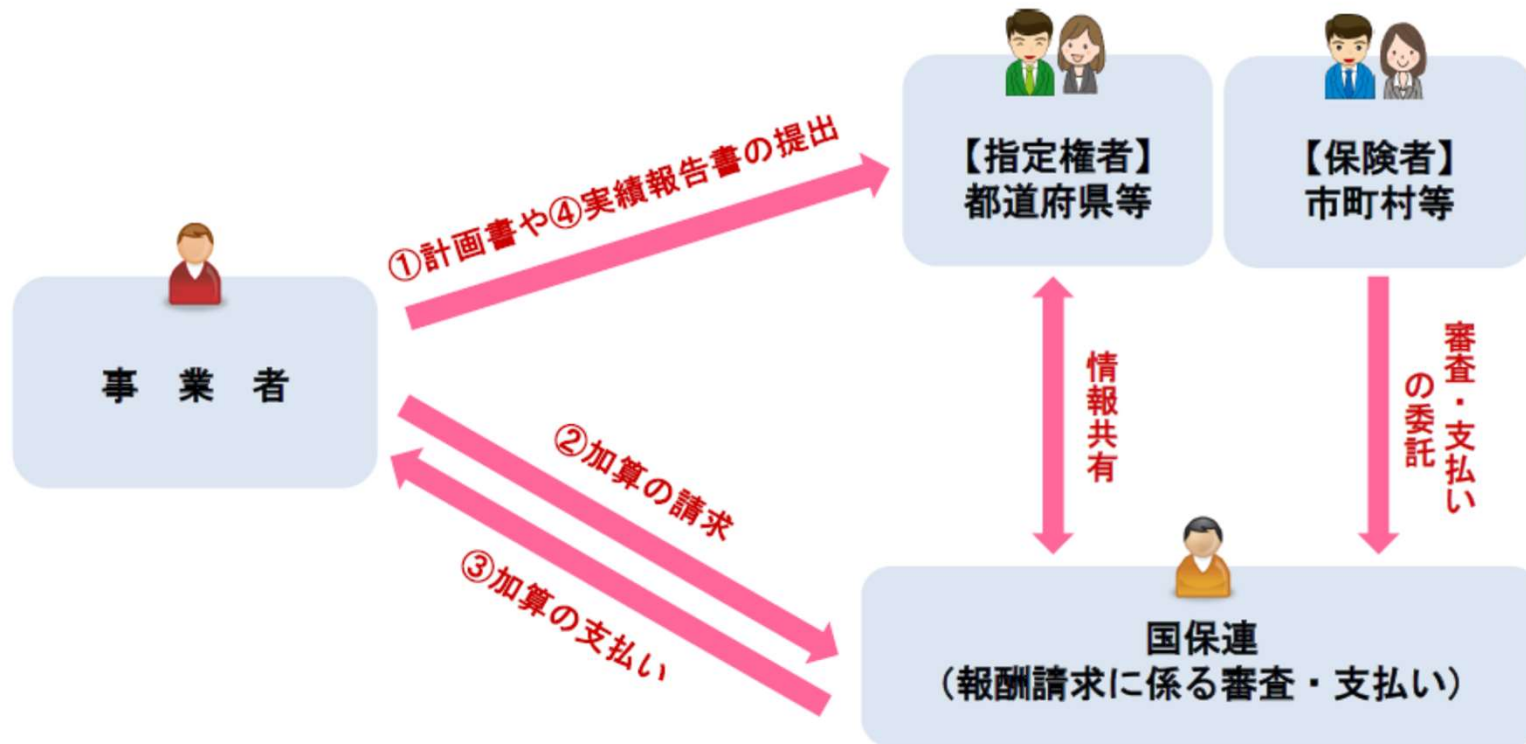 【指定権者】
都道府県等
【保険者】
市町村等
①計画書や④実績報告書の提出
事 業 者
②加算の請求
③加算の支払い
情報共有
審査・支払い
の委託
国保連
（報酬請求に係る審査・支払い）